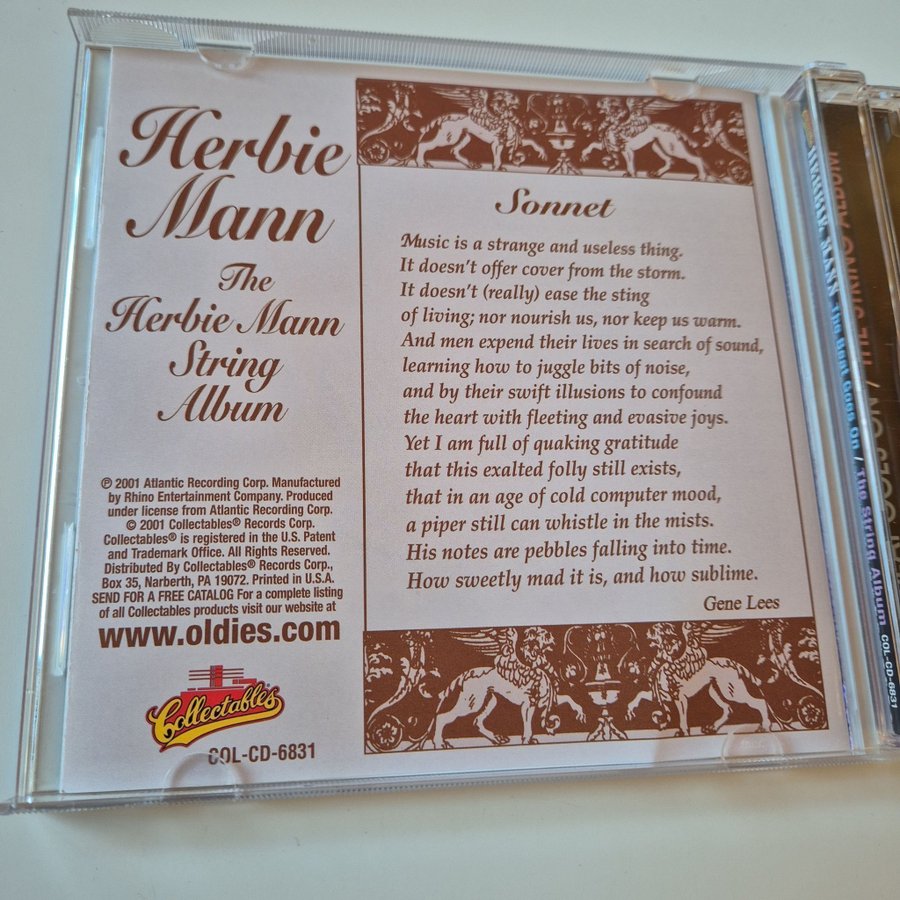 Herbie
Mann
The
Herbie Mann
String
Album
℗ 2001 Atlantic Recording Corp. Manufactured
by Rhino Entertainment Company. Produced
under license from Atlantic Recording Corp.
© 2001 Collectables® Records Corp.
Collectables® is registered in the U.S. Patent
and Trademark Office. All Rights Reserved.
Distributed By Collectables® Records Corp.,
Box 35, Narberth, PA 19072. Printed in U.S.A.
SEND FOR A FREE CATALOG For a complete listing
of all Collectables products visit our website at
www.oldies.com
Collectables
COL-CD-6831
Sonnet
Music is a strange and useless thing.
It doesn't offer cover from the storm.
It doesn't (really) ease the sting
of living; nor nourish us, nor keep us warm.
And men expend their lives in search of sound,
learning how to juggle bits of noise,
and by their swift illusions to confound
the heart with fleeting and evasive joys.
Yet I am full of quaking gratitude
that this exalted folly still exists,
that in an age of cold computer mood,
a piper still can whistle in the mists.
His notes are pebbles falling into time.
How sweetly mad it is, and how sublime.
Gene Lees
MANN The Beat Goes On / The String Album COL-CD-6831
GOES ON / THE STRING ALBUM